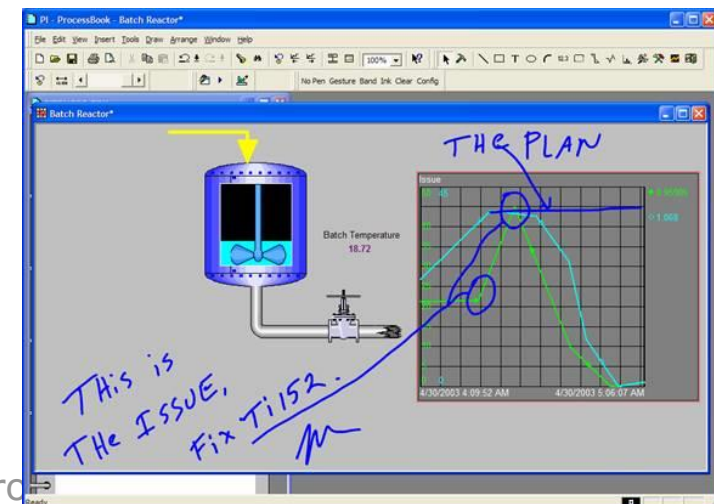 PI - ProcessBook - Batch Reactor*
File Edit View Insert Tools Draw Arrange Window Help
100%
No Pen Gesture Band Ink Clear Config
Batch Reactor*
THe PLAN
Issue
Batch Temperature
18.72
1.068
4/30/2003 4:09:52 AM 4/30/2003 5:06:07 AM
THis is
THe ISSUE,
Fix Ti152.
Ready